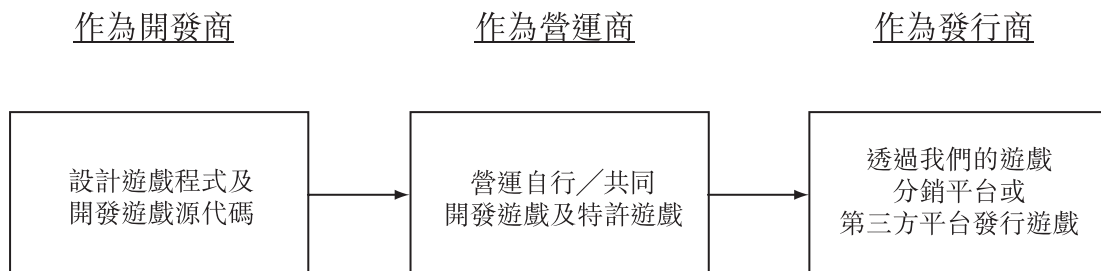 作為開發商
作為營運商
作為發行商
設計遊戲程式及
開發遊戲源代碼
營運自行／共同
開發遊戲及特許遊戲
透過我們的遊戲
分銷平台或
第三方平台發行遊戲